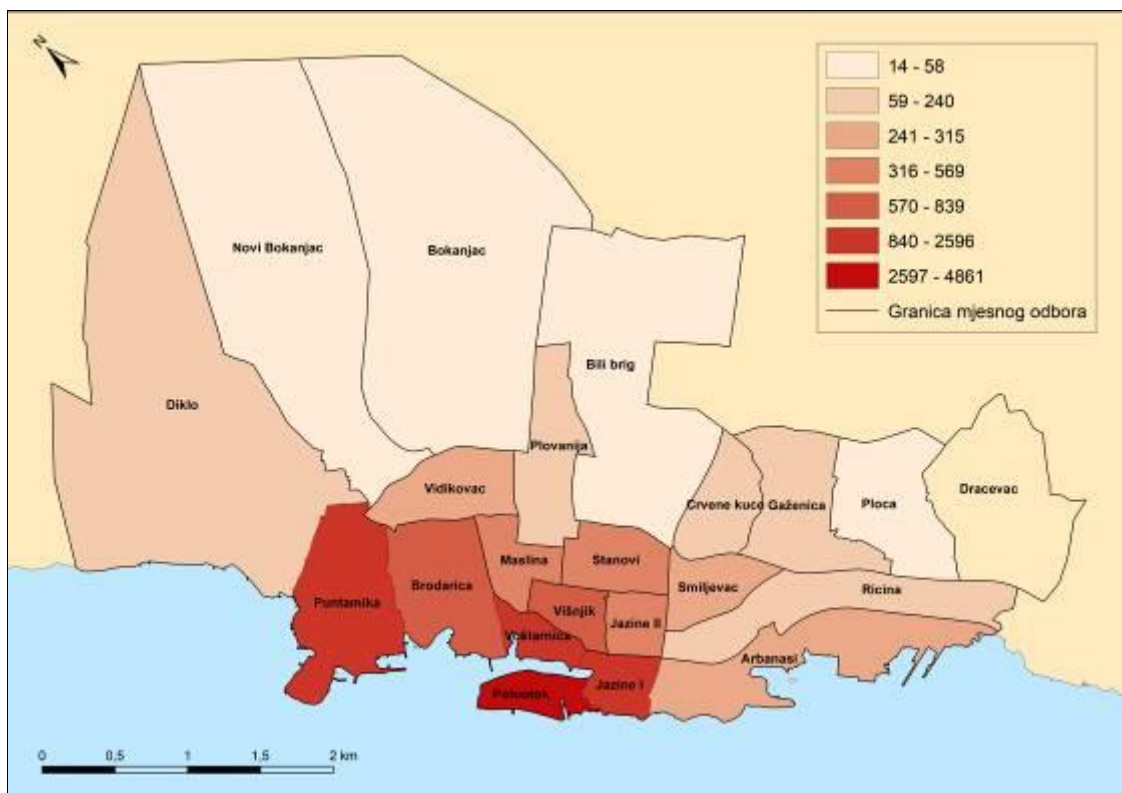 N
14 - 58
59 - 240
241 - 315
316 - 569
570 - 839
840 - 2596
2597 - 4861
Granica mjesnog odbora
Novi Bokanjac
Bokanjac
Bili brig
Diklo
Plovanija
Vidikovac
Crvene kuce
Gaženica
Ploca
Dracevac
Maslina
Stanovi
Smiljevac
Ricina
Puntamika
Brodarica
Višnjik
Jazine II
Voštarnica
Arbanasi
Jazine I
Poluotok
0 0,5 1 1,5 2 km